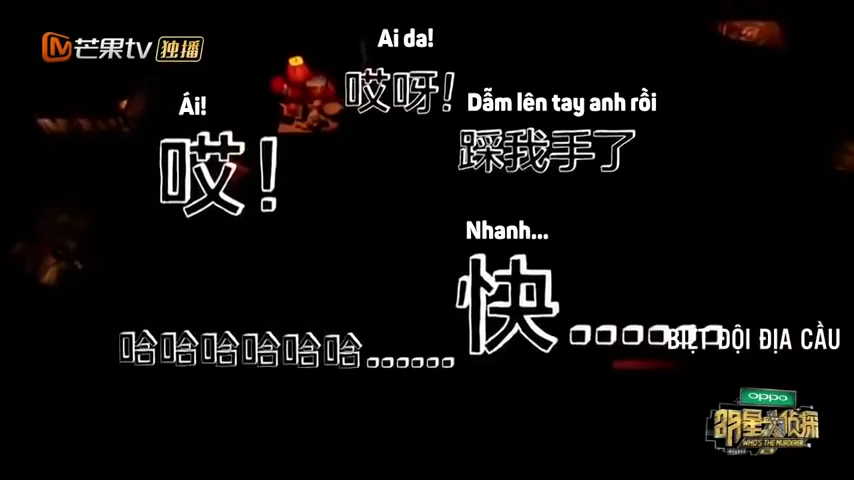 芒果tv 独播
Ai da!
哎呀!
Ái!
哎!
Dẫm lên tay anh rồi
踩我手了
Nhanh...
快......
哈哈哈哈哈哈......
BIỆT ĐỘI ĐỊA CẦU
oppo
明星大侦探
WHO'S THE MURDERER